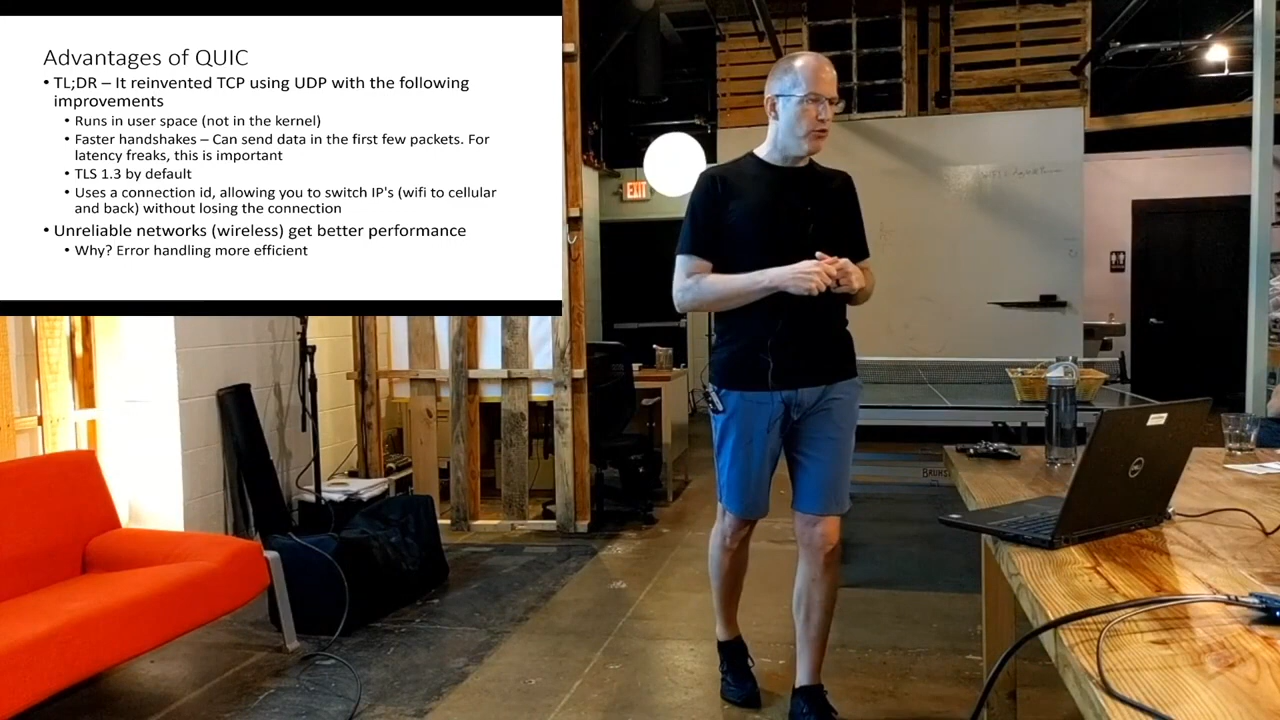 Advantages of QUIC
• TL;DR – It reinvented TCP using UDP with the following
improvements
• Runs in user space (not in the kernel)
• Faster handshakes – Can send data in the first few packets. For
latency freaks, this is important
• TLS 1.3 by default
• Uses a connection id, allowing you to switch IP's (wifi to cellular
and back) without losing the connection
• Unreliable networks (wireless) get better performance
• Why? Error handling more efficient
EXIT
BRUHS
DELL